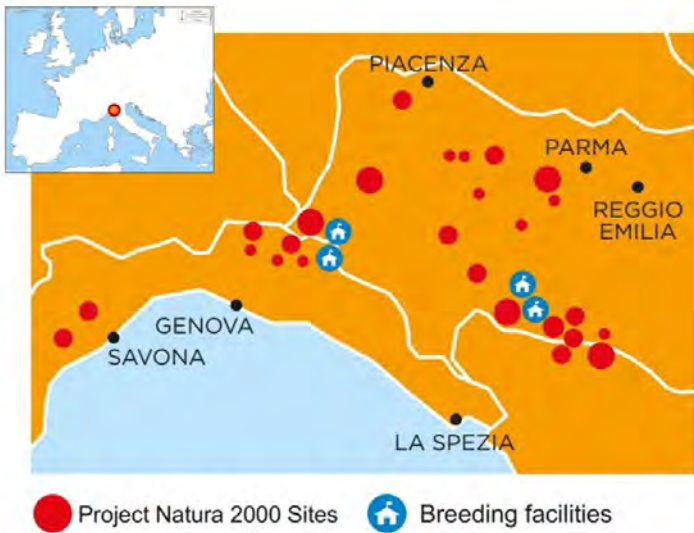 PIACENZA
PARMA
REGGIO
EMILIA
GENOVA
SAVONA
LA SPEZIA
Project Natura 2000 Sites
Breeding facilities